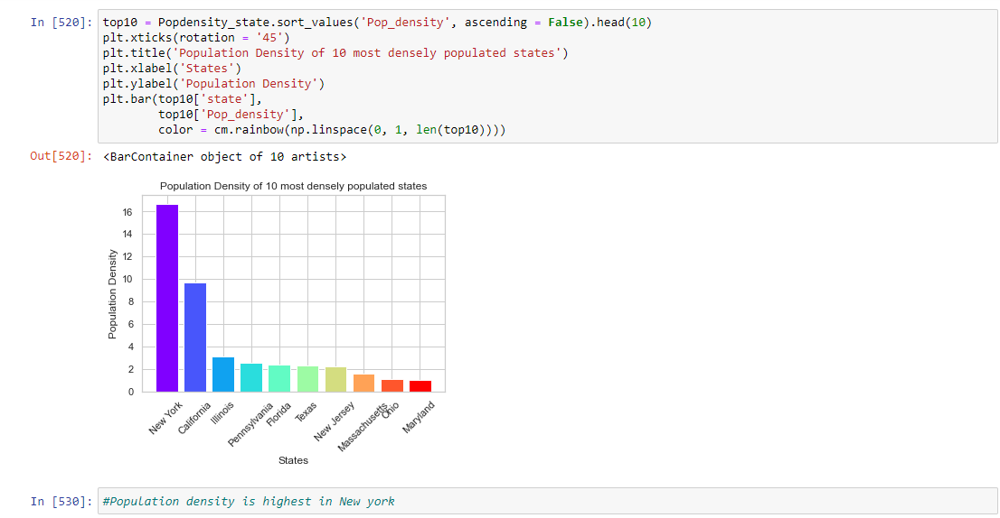 In [520]: top10 = Popdensity_state.sort_values('Pop_density', ascending = False).head(10)
plt.xticks(rotation = '45')
plt.title('Population Density of 10 most densely populated states')
plt.xlabel('States')
plt.ylabel('Population Density')
plt.bar(top10['state'],
top10['Pop_density'],
color = cm.rainbow(np.linspace(0, 1, len(top10))))
Out[520]: <BarContainer object of 10 artists>
Population Density of 10 most densely populated states
Population Density
16
14
12
10
8
6
4
2
0
New York
California
Illinois
Pennsylvania
Florida
Texas
New Jersey
Massachusetts
Ohio
Maryland
States
In [530]: #Population density is highest in New york